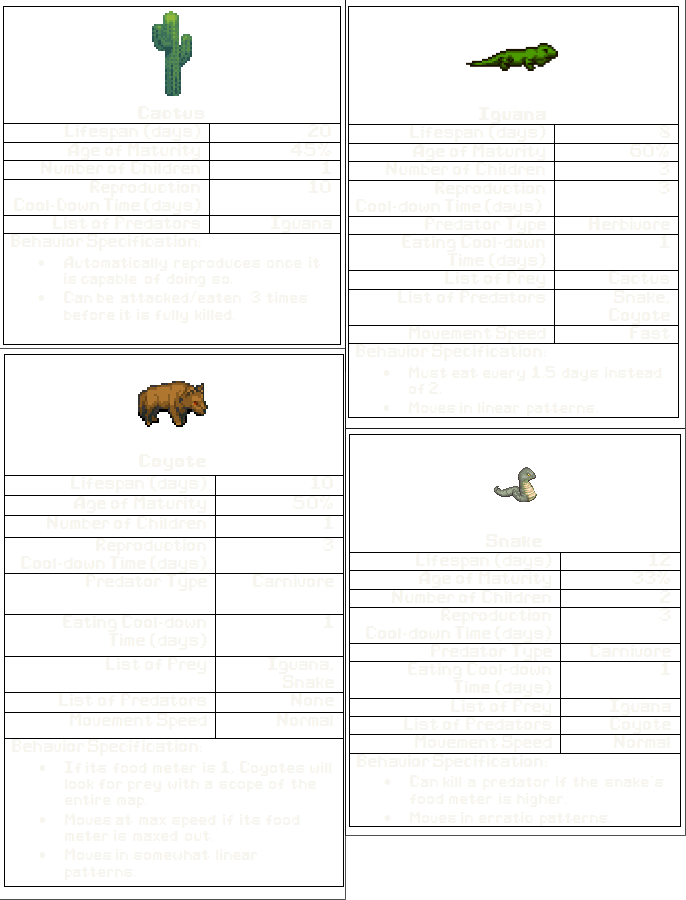 Cactus
Lifespan (days) 20
Age of Maturity 45%
Number of Children 1
Reproduction 10
Cool-Down Time (days)
List of Predators Iguana
Behavior Specification:
• Automatically reproduces once it
is capable of doing so
• Can be attacked/eaten 3 times
before it is fully killed.
Iguana
Lifespan (days) 8
Age of Maturity 60%
Number of Children 3
Reproduction 3
Cool-down Time (days)
Predator Type Herbivore
Eating Cool-down 1
Time (days)
List of Prey Cactus
List of Predators Snake,
Coyote
Movement Speed Fast
Behavior Specification:
• Must eat every 1.5 days instead
of 2.
• Moves in linear patterns.
Coyote
Lifespan (days) 10
Age of Maturity 50%
Number of Children 1
Reproduction 3
Cool-down Time (days)
Predator Type Carnivore
Eating Cool-down 1
Time (days)
List of Prey Iguana,
Snake
List of Predators None
Movement Speed Normal
Behavior Specification:
• If its food meter is 1, Coyotes will
look for prey with a scope of the
entire map.
• Moves at max speed if its food
meter is maxed out.
• Moves in somewhat linear
patterns.
Snake
Lifespan (days) 12
Age of Maturity 33%
Number of Children 2
Reproduction 3
Cool-down Time (days)
Predator Type Carnivore
Eating Cool-down 1
Time (days)
List of Prey Iguana
List of Predators Coyote
Movement Speed Normal
Behavior Specification:
• Can kill a predator if the snake's
food meter is higher
• Moves in erratic patterns.